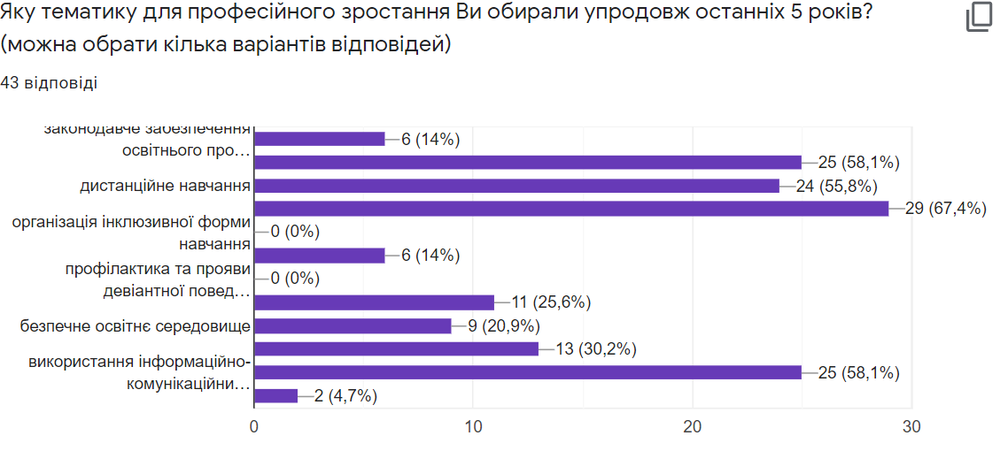 Яку тематику для професійного зростання Ви обирали упродовж останніх 5 років?
(можна обрати кілька варіантів відповідей)
43 відповіді
законодавче забезпечення
освітнього про…
6 (14%)
25 (58,1%)
дистанційне навчання
24 (55,8%)
29 (67,4%)
організація інклюзивної форми
навчання
0 (0%)
6 (14%)
профілактика та прояви
девіантної повед…
0 (0%)
11 (25,6%)
безпечне освітнє середовище
9 (20,9%)
13 (30,2%)
використання інформаційно-
комунікаційни…
25 (58,1%)
2 (4,7%)
0
10
20
30